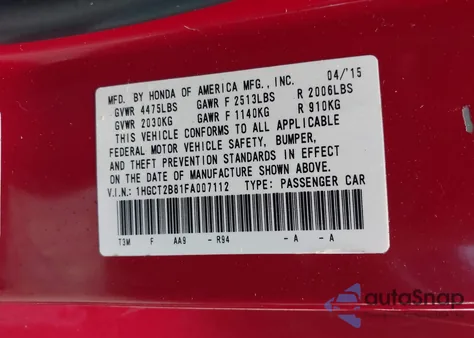 MFD. BY HONDA OF AMERICA MFG., INC. 04/'15
GVWR 4475LBS GAWR F 2513LBS R 2006LBS
GVWR 2030KG GAWR F 1140KG R 910KG
THIS VEHICLE CONFORMS TO ALL APPLICABLE
FEDERAL MOTOR VEHICLE SAFETY, BUMPER,
AND THEFT PREVENTION STANDARDS IN EFFECT
ON THE DATE OF MANUFACTURE SHOWN ABOVE.
V.I.N.: 1HGCT2B81FA007112 TYPE: PASSENGER CAR
T3M F AA9 - R94 - A - A
autoSnap